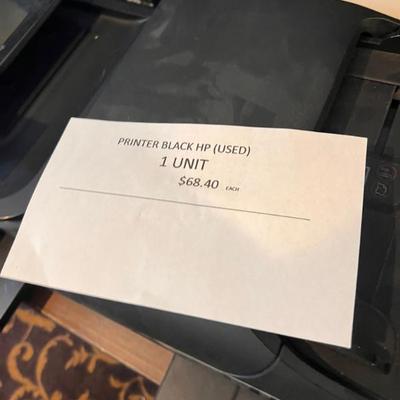 PRINTER BLACK HP (USED)
1 UNIT
$68.40 EACH